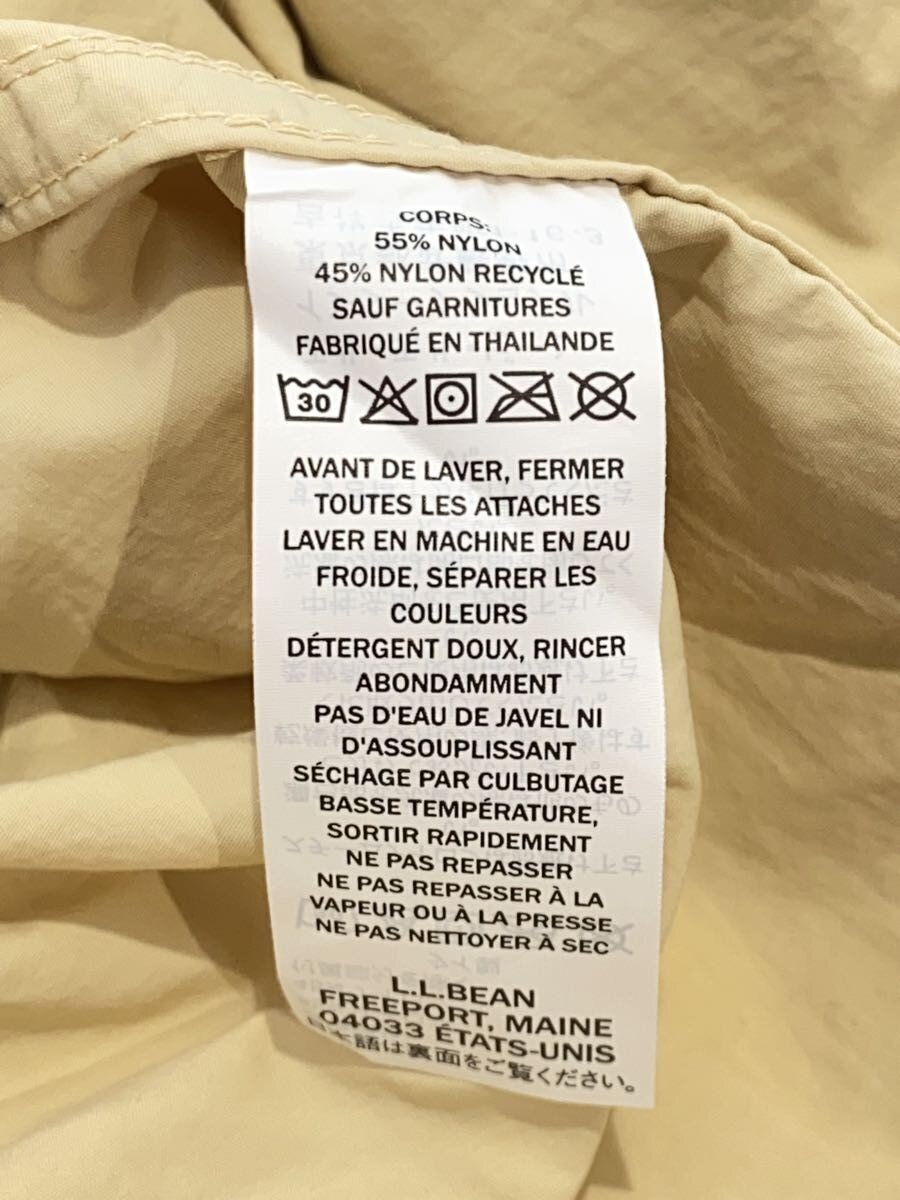 CORPS:
55% NYLON
45% NYLON RECYCLÉ
SAUF GARNITURES
FABRIQUÉ EN THAILANDE
30
AVANT DE LAVER, FERMER
TOUTES LES ATTACHES
LAVER EN MACHINE EN EAU
FROIDE, SÉPARER LES
COULEURS
DÉTERGENT DOUX, RINCER
ABONDAMMENT
PAS D'EAU DE JAVEL NI
D'ASSOUPLISSANT
SÉCHAGE PAR CULBUTAGE
BASSE TEMPÉRATURE,
SORTIR RAPIDEMENT
NE PAS REPASSER
NE PAS REPASSER À LA
VAPEUR OU À LA PRESSE
NE PAS NETTOYER À SEC
L.L.BEAN
FREEPORT, MAINE
04033 ÉTATS-UNIS
日本語は裏面をご覧ください。